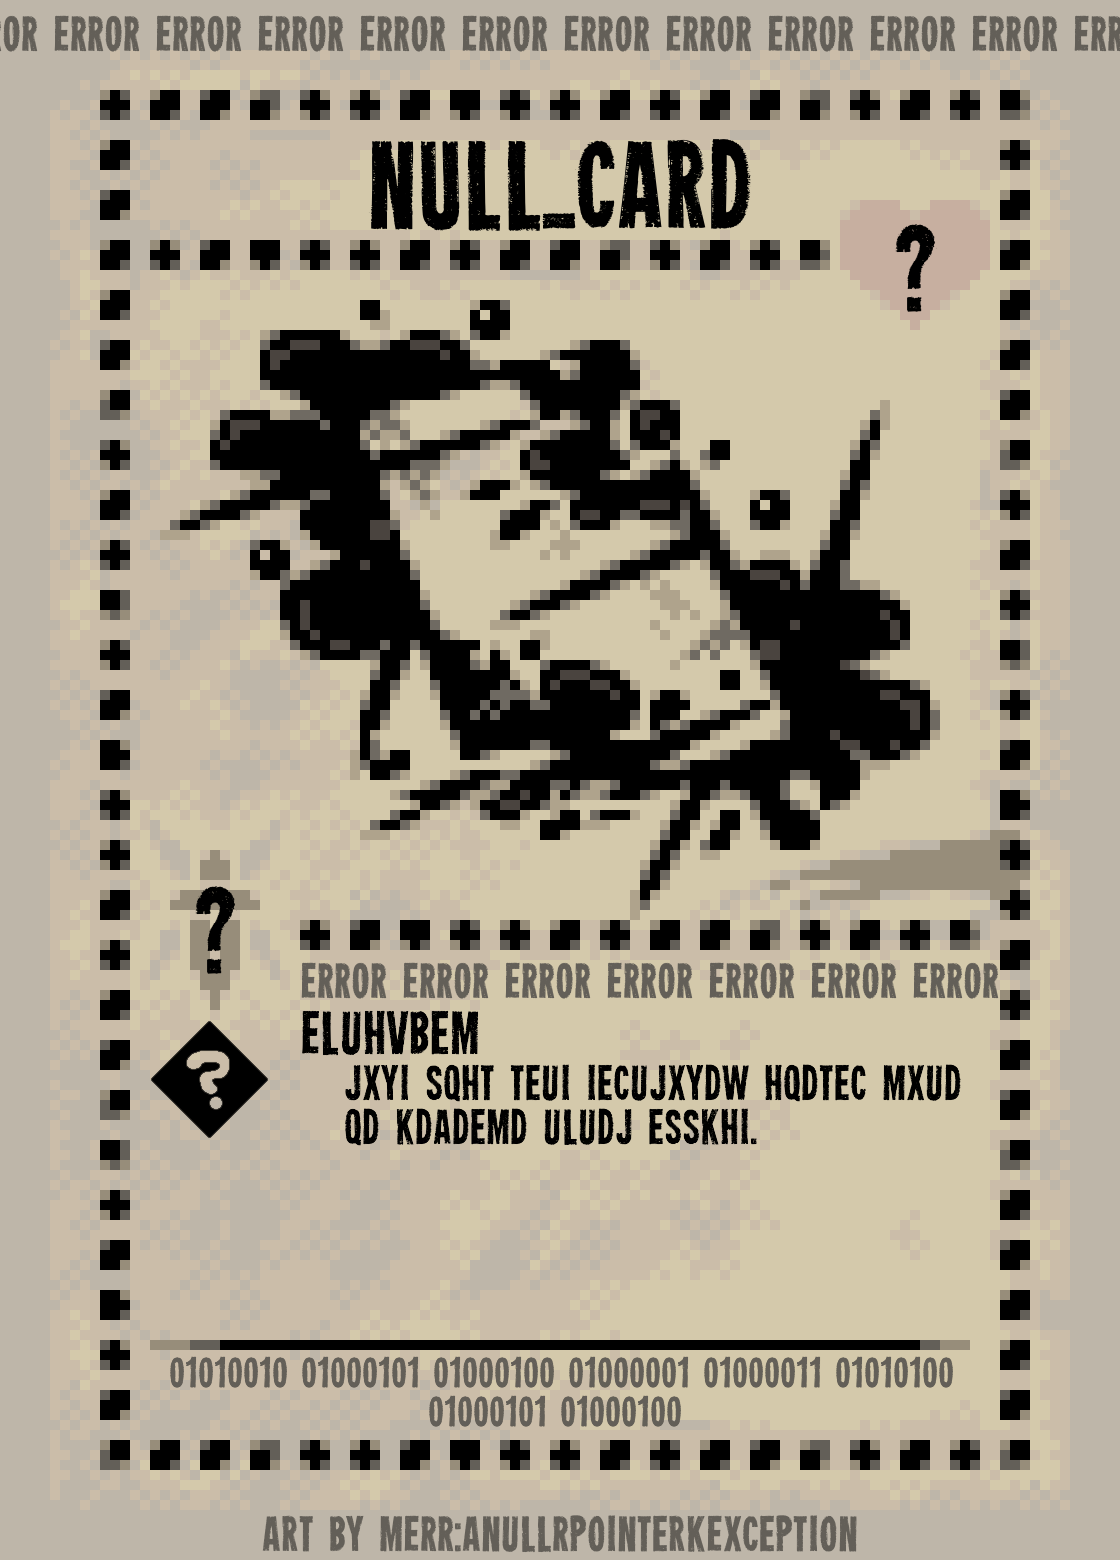 OR ERROR ERROR ERROR ERROR ERROR ERROR ERROR ERROR ERROR ERROR ERR
NULL_CARD
?
?
ERROR ERROR ERROR ERROR ERROR ERROR ERROR
ELUHVBEM
?
JXYI SQHT TEUI IECUJXYDW HQDTEC MXUD
QD KDADEMD ULUDJ ESSKHI.
01010010 01000101 01000100 01000001 01000011 01010100
01000101 01000100
ART BY MERR:ANULLRPOINTERKEXCEPTION